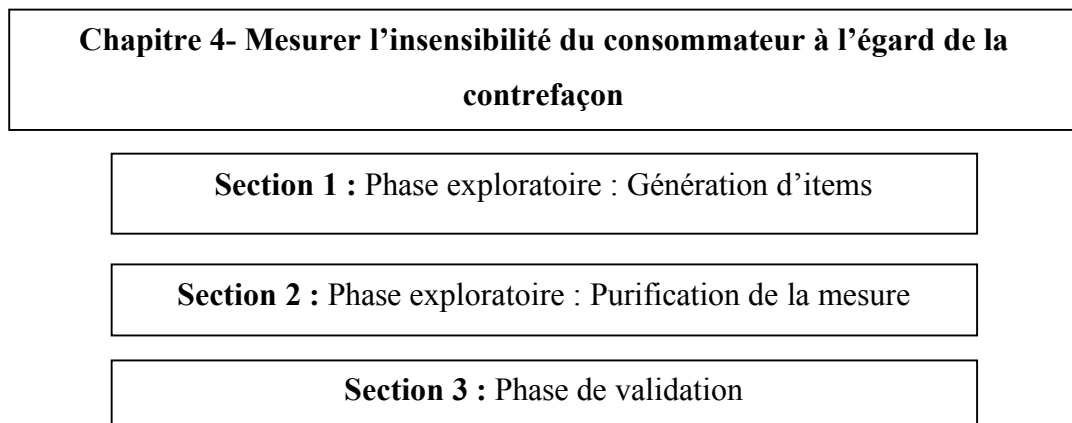 Chapitre 4- Mesurer l’insensibilité du consommateur à l’égard de la
contrefaçon
Section 1 : Phase exploratoire : Génération d’items
Section 2 : Phase exploratoire : Purification de la mesure
Section 3 : Phase de validation